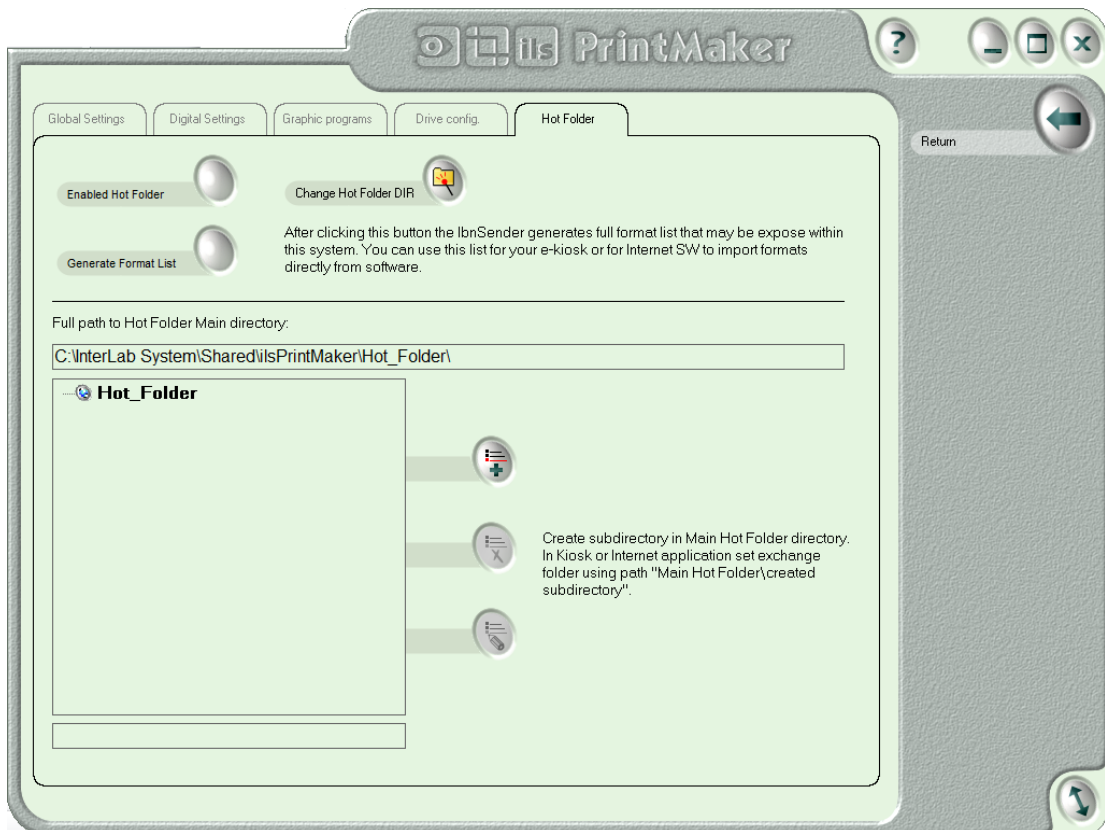 ils PrintMaker
?
Global Settings
Digital Settings
Graphic programs
Drive config.
Hot Folder
Return
Enabled Hot Folder
Change Hot Folder DIR
Generate Format List
After clicking this button the IbnSender generates full format list that may be expose within
this system. You can use this list for your e-kiosk or for Internet SW to import formats
directly from software.
Full path to Hot Folder Main directory:
C:\InterLab System\Shared\ilsPrintMaker\Hot_Folder\
Hot_Folder
Create subdirectory in Main Hot Folder directory.
In Kiosk or Internet application set exchange
folder using path "Main Hot Folder\created
subdirectory".